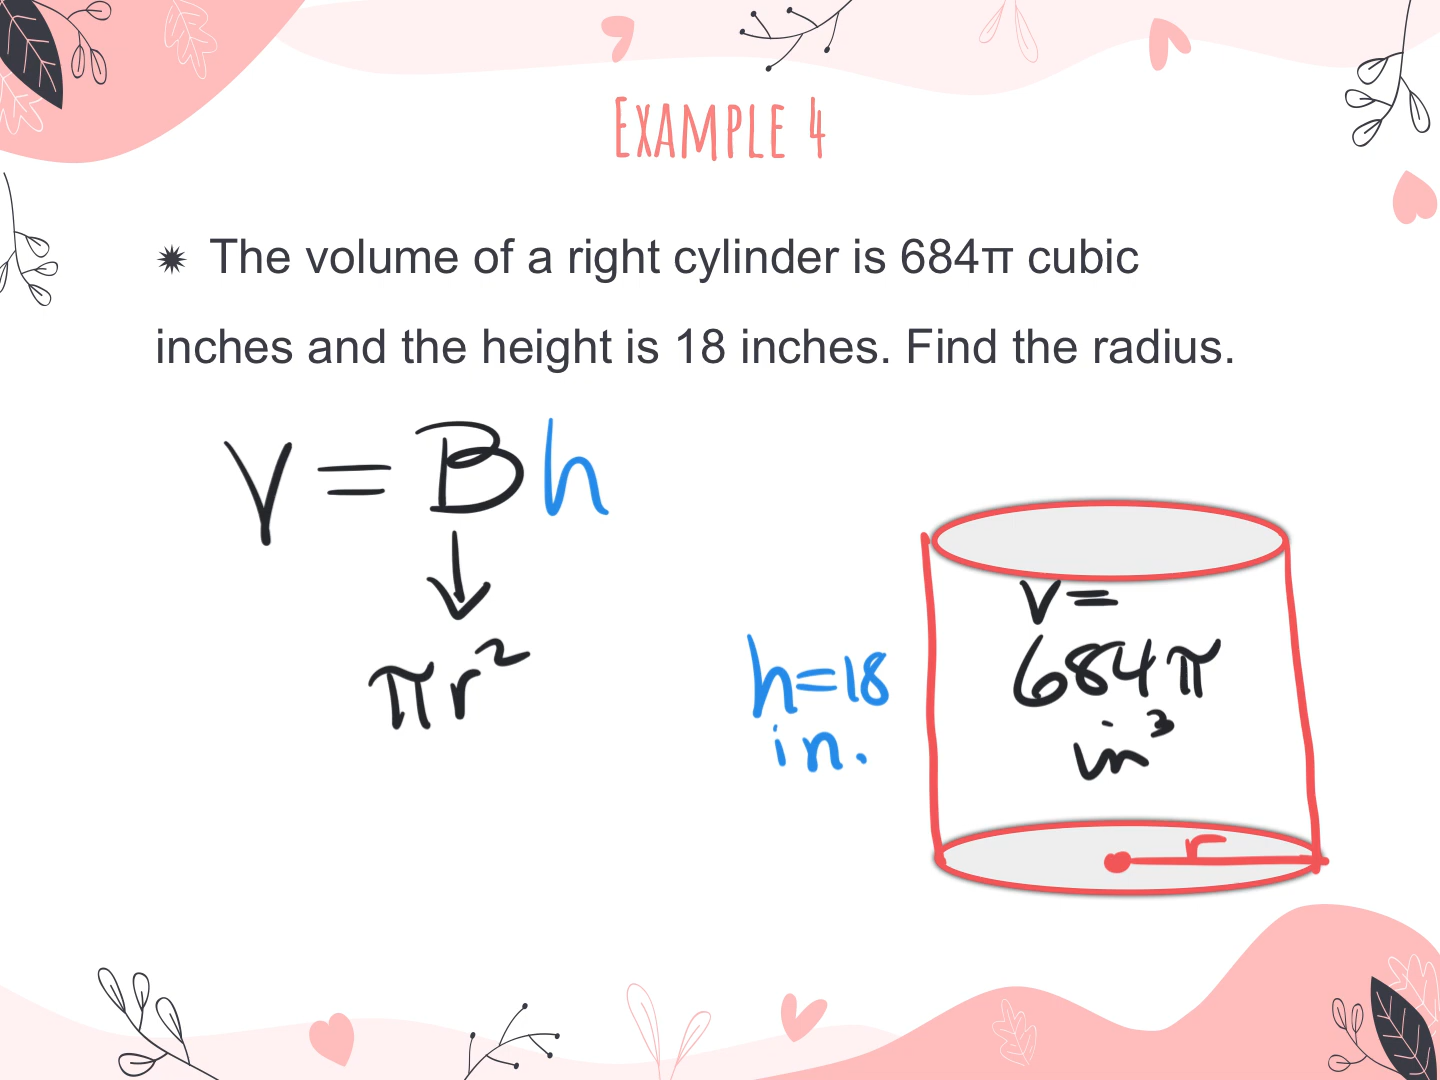 EXAMPLE 4
✹ The volume of a right cylinder is 684π cubic
inches and the height is 18 inches. Find the radius.
V = Bh
↓
πr²
h=18
in.
V=
684π
in³
r